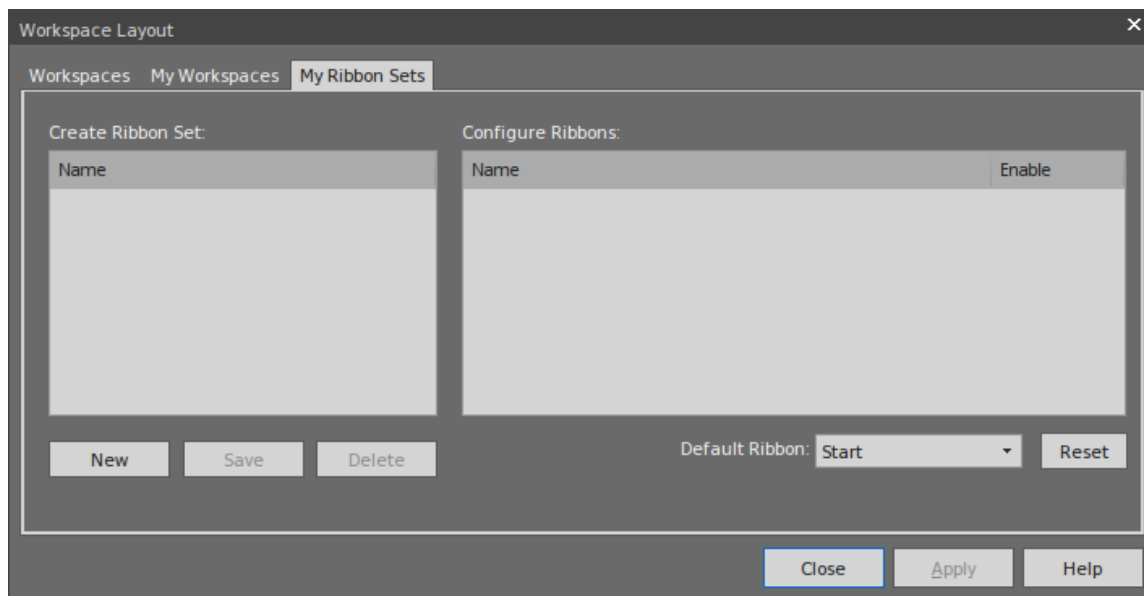 Workspace Layout
Workspaces My Workspaces My Ribbon Sets
Create Ribbon Set: Configure Ribbons:
Name Name Enable
Default Ribbon: Start Reset
New Save Delete
Close Apply Help